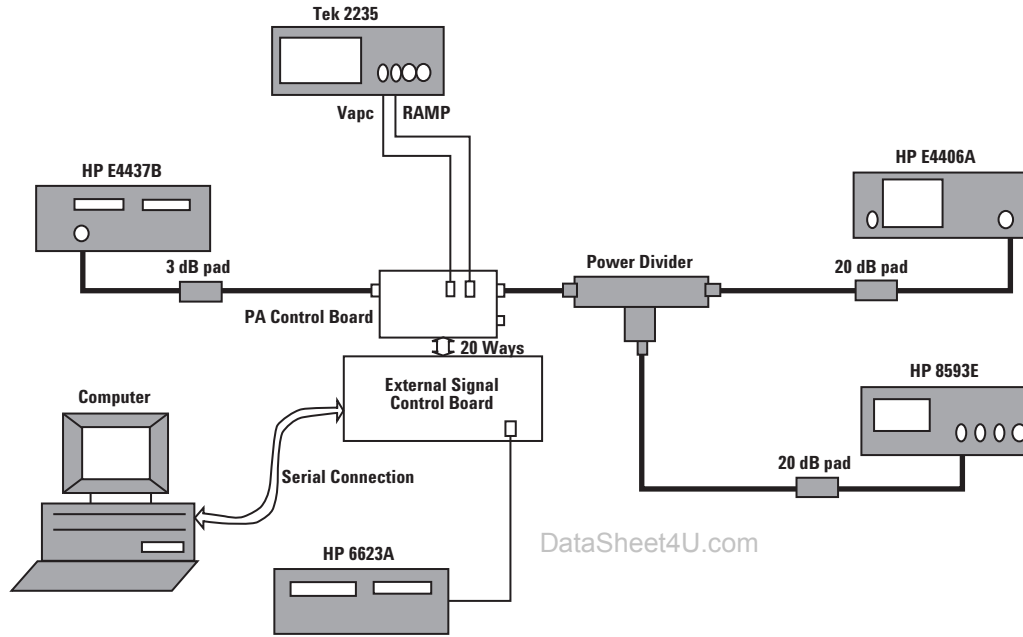 Tek 2235
Vapc
RAMP
HP E4437B
HP E4406A
3 dB pad
Power Divider
20 dB pad
PA Control Board
20 Ways
External Signal
Control Board
HP 8593E
Computer
20 dB pad
Serial Connection
HP 6623A
DataSheet4U.com